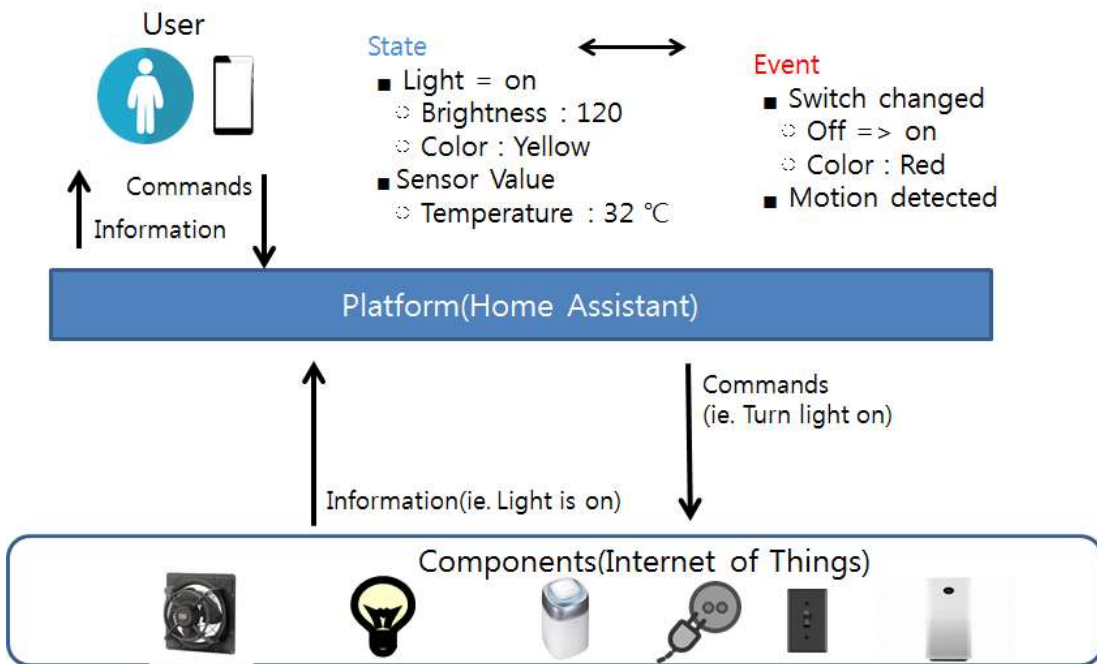 User
State
■ Light = on
○ Brightness : 120
○ Color : Yellow
■ Sensor Value
○ Temperature : 32 ℃
Event
■ Switch changed
○ Off => on
○ Color : Red
■ Motion detected
Commands
Information
Platform(Home Assistant)
Commands
(ie. Turn light on)
Information(ie. Light is on)
Components(Internet of Things)